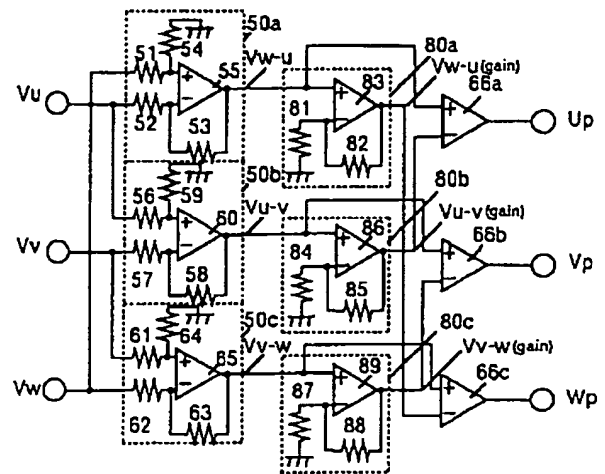 50a
54
51
55
Vw-u
80a
Vw-u(gain)
83
66a
Vu
81
Up
52
53
82
50b
59
56
60
Vu-v
80b
Vu-v(gain)
86
66b
Vv
84
Vp
57
58
85
50c
64
61
65
Vv-w
80c
Vv-w(gain)
89
66c
Vw
87
Wp
62
63
88
+
−
+
−
+
−
+
−
+
−
+
−
+
−
+
−
+
−